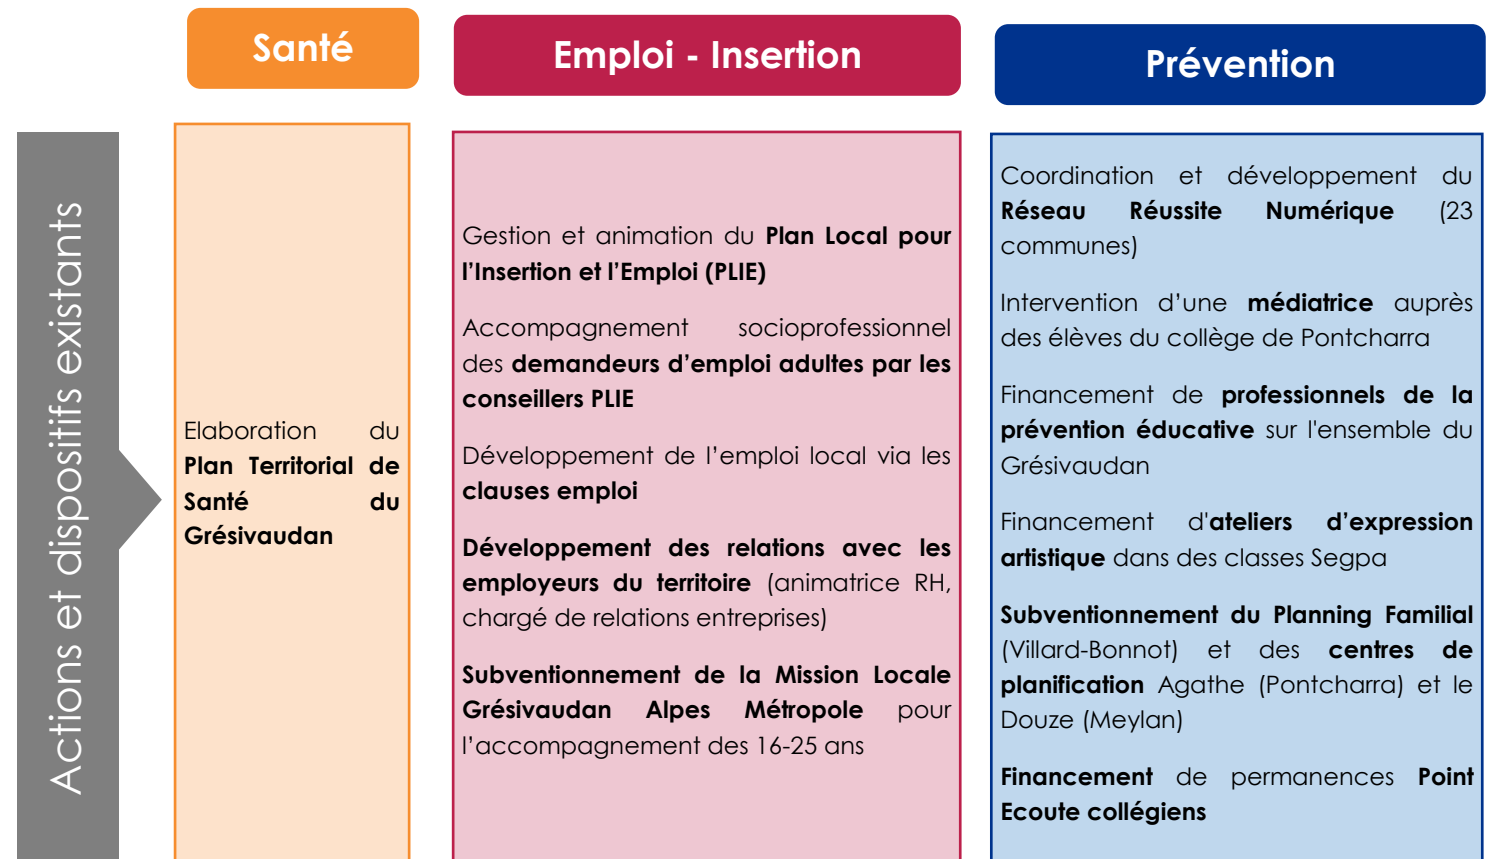 Santé
Emploi - Insertion
Prévention
Actions et dispositifs existants
Elaboration du
Plan Territorial de
Santé du
Grésivaudan
Gestion et animation du Plan Local pour
l’Insertion et l’Emploi (PLIE)
Accompagnement socioprofessionnel
des demandeurs d’emploi adultes par les
conseillers PLIE
Développement de l’emploi local via les
clauses emploi
Développement des relations avec les
employeurs du territoire (animatrice RH,
chargé de relations entreprises)
Subventionnement de la Mission Locale
Grésivaudan Alpes Métropole pour
l’accompagnement des 16-25 ans
Coordination et développement du
Réseau Réussite Numérique (23
communes)
Intervention d’une médiatrice auprès
des élèves du collège de Pontcharra
Financement de professionnels de la
prévention éducative sur l'ensemble du
Grésivaudan
Financement d'ateliers d’expression
artistique dans des classes Segpa
Subventionnement du Planning Familial
(Villard-Bonnot) et des centres de
planification Agathe (Pontcharra) et le
Douze (Meylan)
Financement de permanences Point
Ecoute collégiens